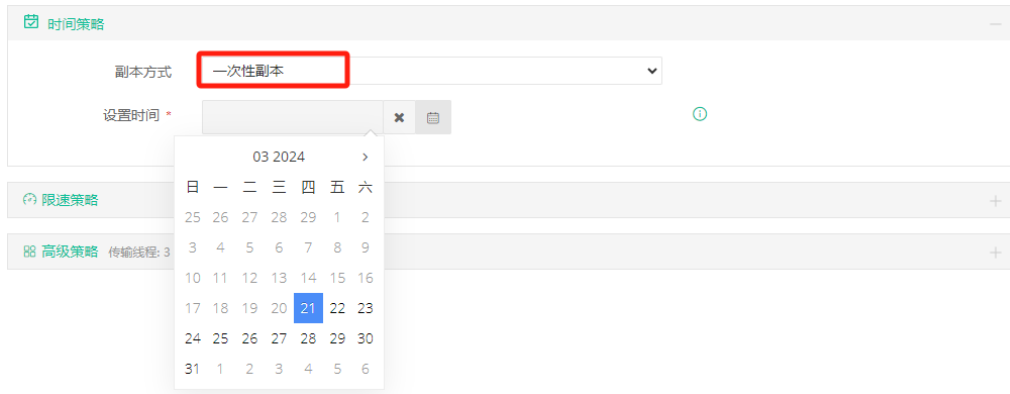 时间策略
副本方式 一次性副本
设置时间 *
03 2024
日 一 二 三 四 五 六
25 26 27 28 29 1 2
3 4 5 6 7 8 9
10 11 12 13 14 15 16
17 18 19 20 21 22 23
24 25 26 27 28 29 30
31 1 2 3 4 5 6
限速策略
高级策略 传输线程: 3